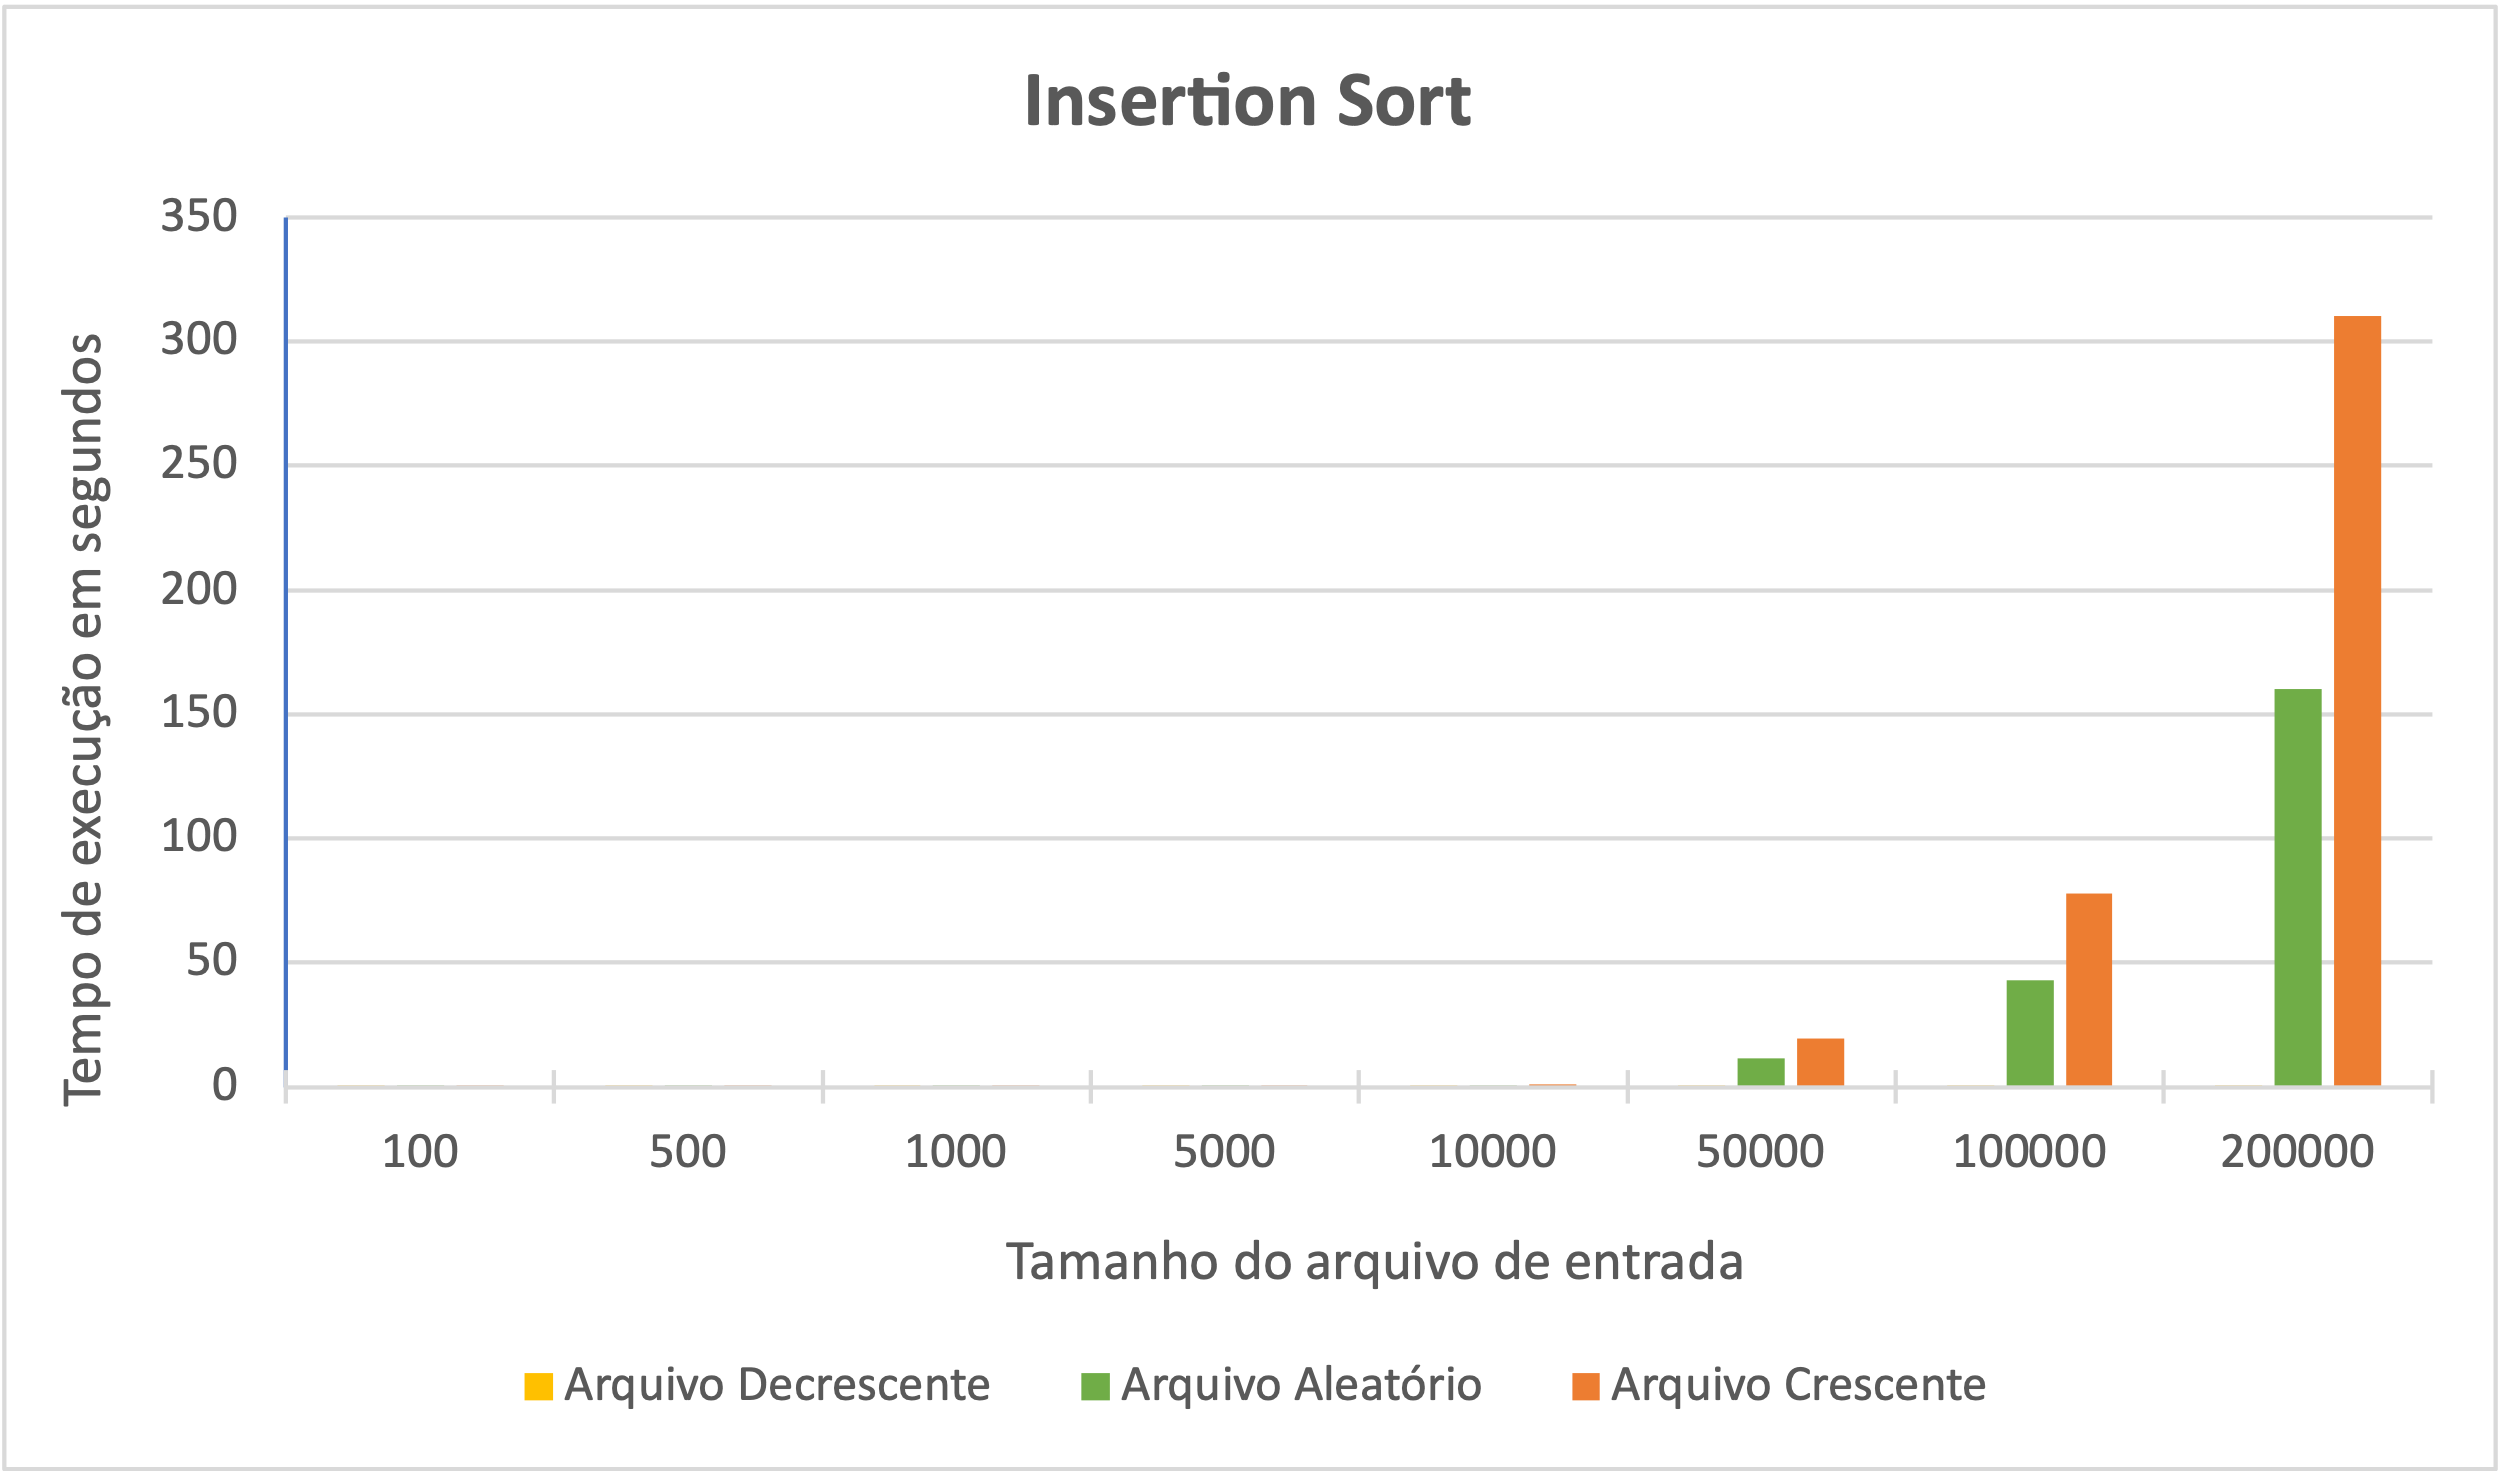 Insertion Sort
350
300
250
200
150
100
50
0
Tempo de execução em segundos
100 500 1000 5000 10000 50000 100000 200000
Tamanho do arquivo de entrada
Arquivo Decrescente Arquivo Aleatório Arquivo Crescente